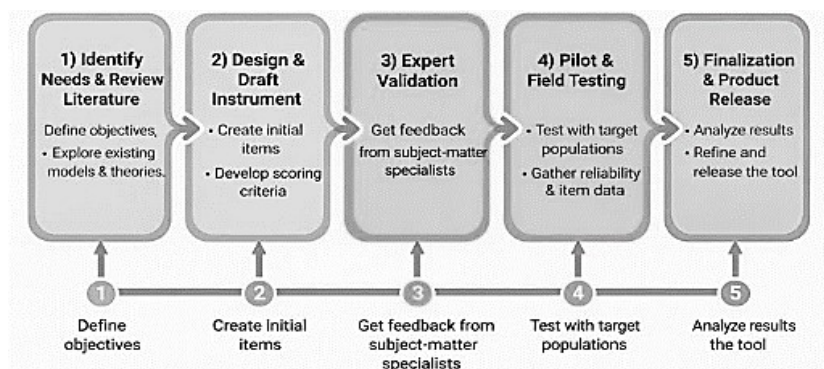 1) Identify
Needs & Review
Literature
Define objectives,
• Explore existing
models & theories.
2) Design &
Draft
Instrument
• Create initial
items
• Develop scoring
criteria
3) Expert
Validation
Get feedback
from subject-matter
specialists
4) Pilot &
Field Testing
• Test with target
populations
• Gather reliability
& item data
5) Finalization
& Product
Release
• Analyze results
• Refine and
release the tool
1
2
3
4
5
Define
objectives
Create Initial
items
Get feedback from
subject-matter
specialists
Test with target
populations
Analyze results
the tool